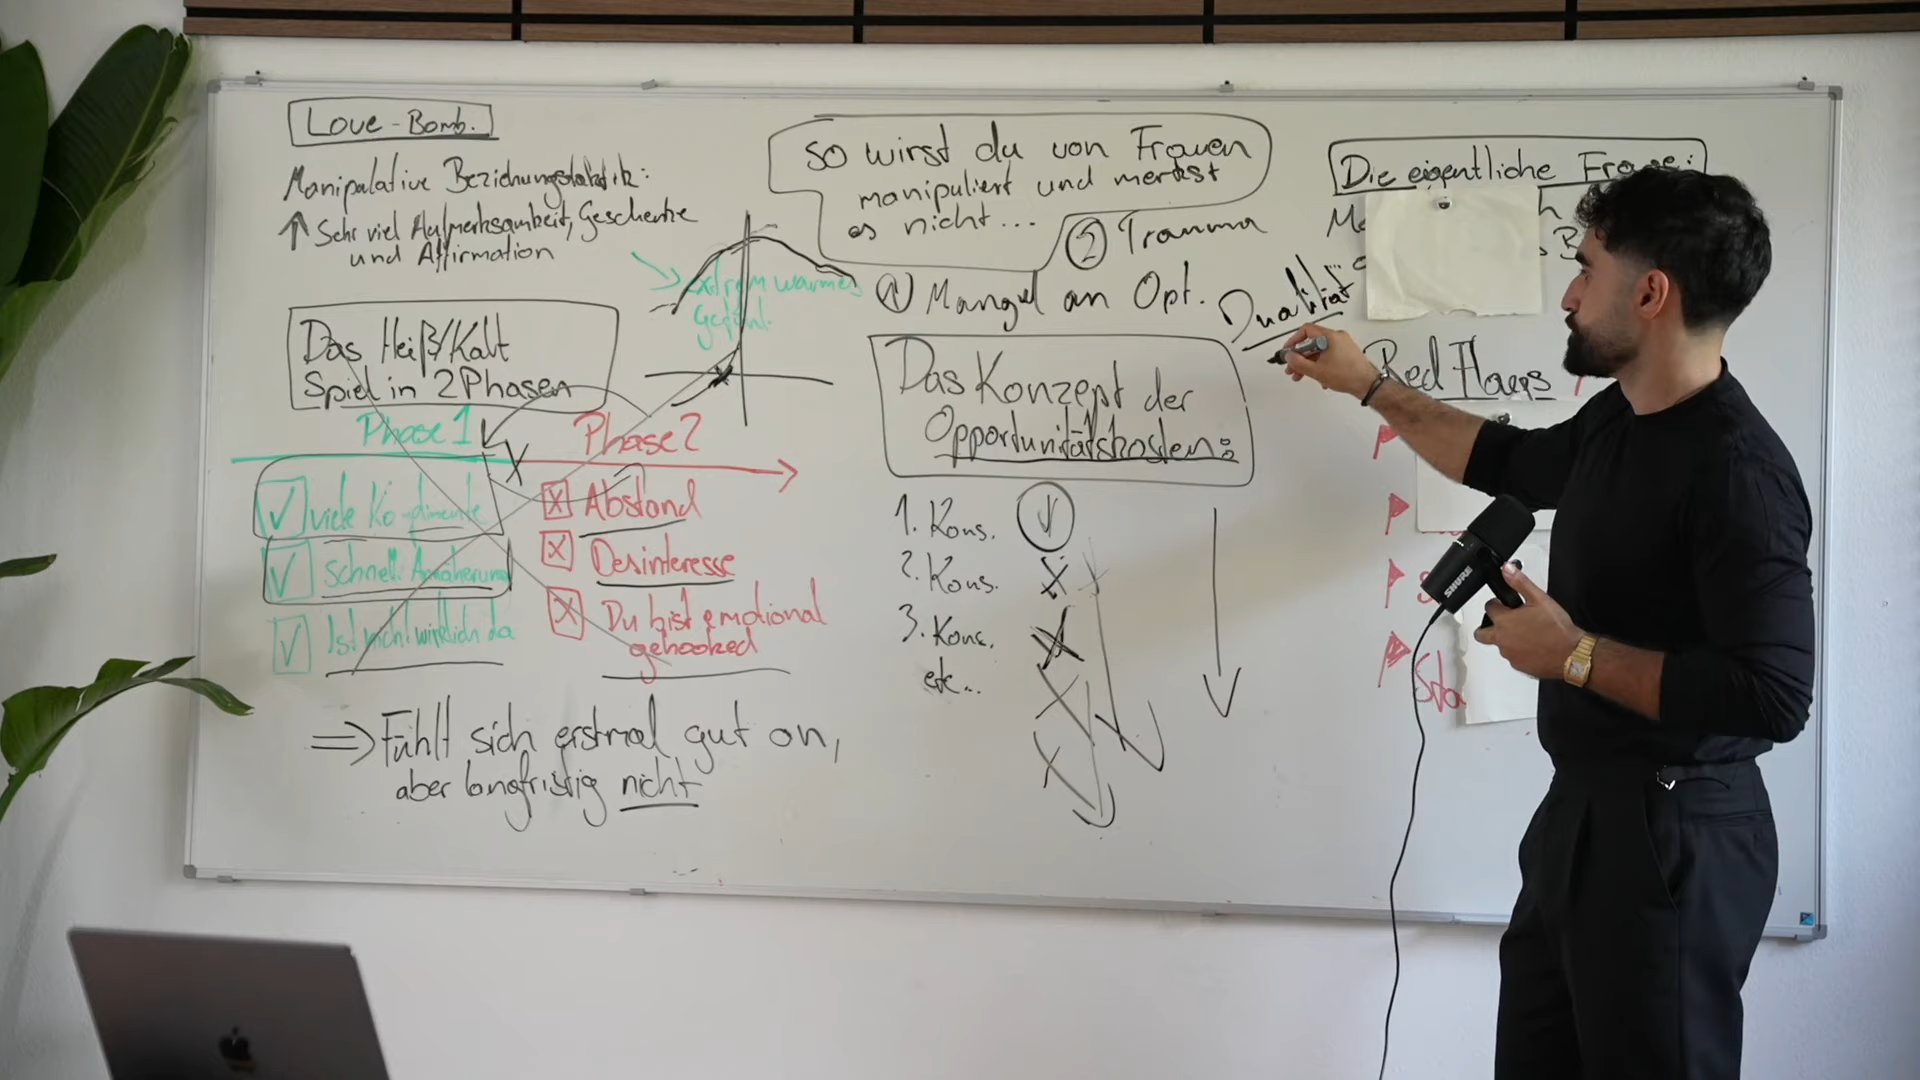 Love-Bomb.
Manipulative Beziehungstaktik:
↑ Sehr viel Aufmerksamkeit, Geschenke
und Affirmation
Extrem warmes
Gefühl
Das Heiß/Kalt
Spiel in 2 Phasen
Phase 1
Phase 2
viele Komplimente
schnelle Annäherung
Ist nicht wirklich da
Abstand
Desinteresse
Du bist emotional
gehooked
=> Fühlt sich erstmal gut an,
aber langfristig nicht
So wirst du von Frauen
manipuliert und merkst
es nicht...
② Trauma
① Mangel an Opt.
Dualität
Das Konzept der
Opportunitätskosten:
1. Kons.
2. Kons.
3. Kons.
etc...
Die eigentliche Frage:
Red Flags
SHURE